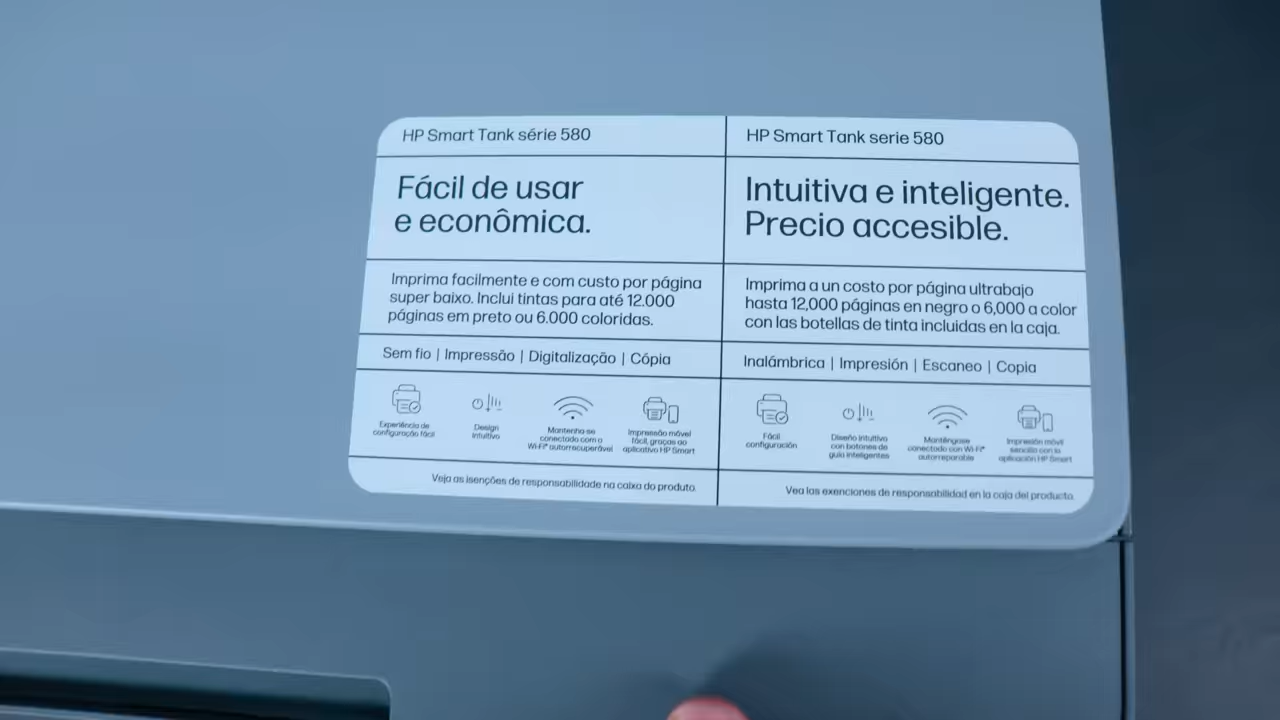 HP Smart Tank série 580
Fácil de usar
e econômica.
Imprima facilmente e com custo por página
super baixo. Inclui tintas para até 12.000
páginas em preto ou 6.000 coloridas.
Sem fio | Impressão | Digitalização | Cópia
Experiência de
configuração fácil
Design
intuitivo
Mantenha-se
conectado com o
Wi-Fi® autorrecuperável
Impressão móvel
fácil, graças ao
aplicativo HP Smart
Veja as isenções de responsabilidade na caixa do produto.
HP Smart Tank serie 580
Intuitiva e inteligente.
Precio accesible.
Imprima a un costo por página ultrabajo
hasta 12,000 páginas en negro o 6,000 a color
con las botellas de tinta incluidas en la caja.
Inalámbrica | Impresión | Escaneo | Copia
Fácil
configuración
Diseño intuitivo
con botones de
guía inteligentes
Manténgase
conectado con Wi-Fi®
autorreparable
Impresión móvil
sencilla con la
aplicación HP Smart
Vea las exenciones de responsabilidad en la caja del producto.